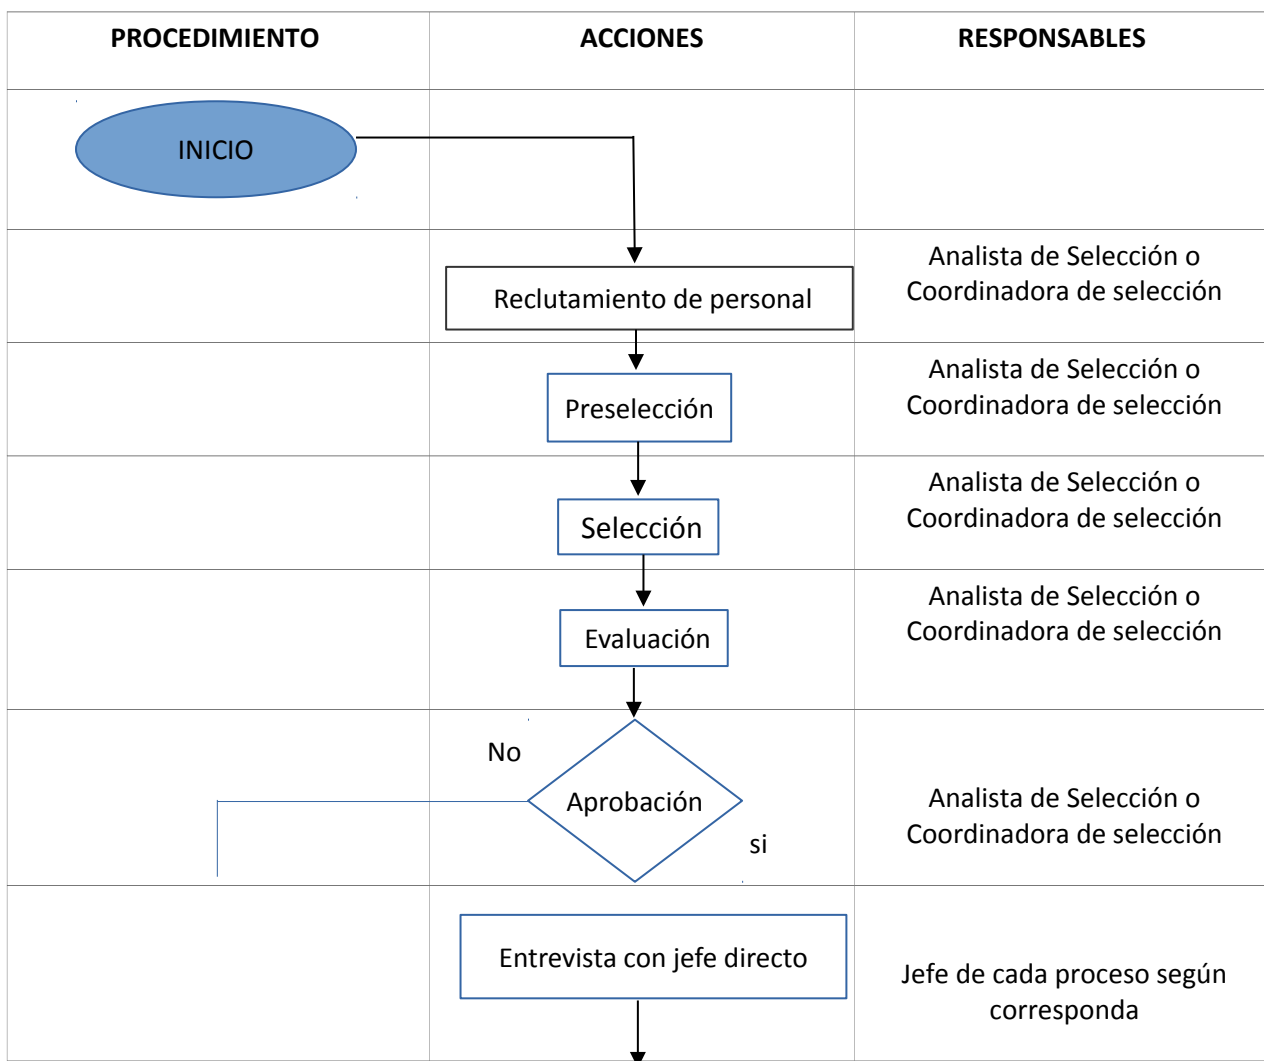 PROCEDIMIENTO
ACCIONES
RESPONSABLES
INICIO
Reclutamiento de personal
Analista de Selección o
Coordinadora de selección
Preselección
Analista de Selección o
Coordinadora de selección
Selección
Analista de Selección o
Coordinadora de selección
Evaluación
Analista de Selección o
Coordinadora de selección
No
Aprobación
si
Analista de Selección o
Coordinadora de selección
Entrevista con jefe directo
Jefe de cada proceso según
corresponda